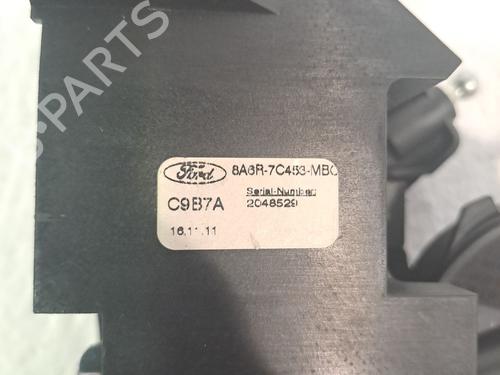 B-PARTS
Ford 8A6R-7C453-MBC
Serial-Number:
C9B7A 2048529
16.11.11